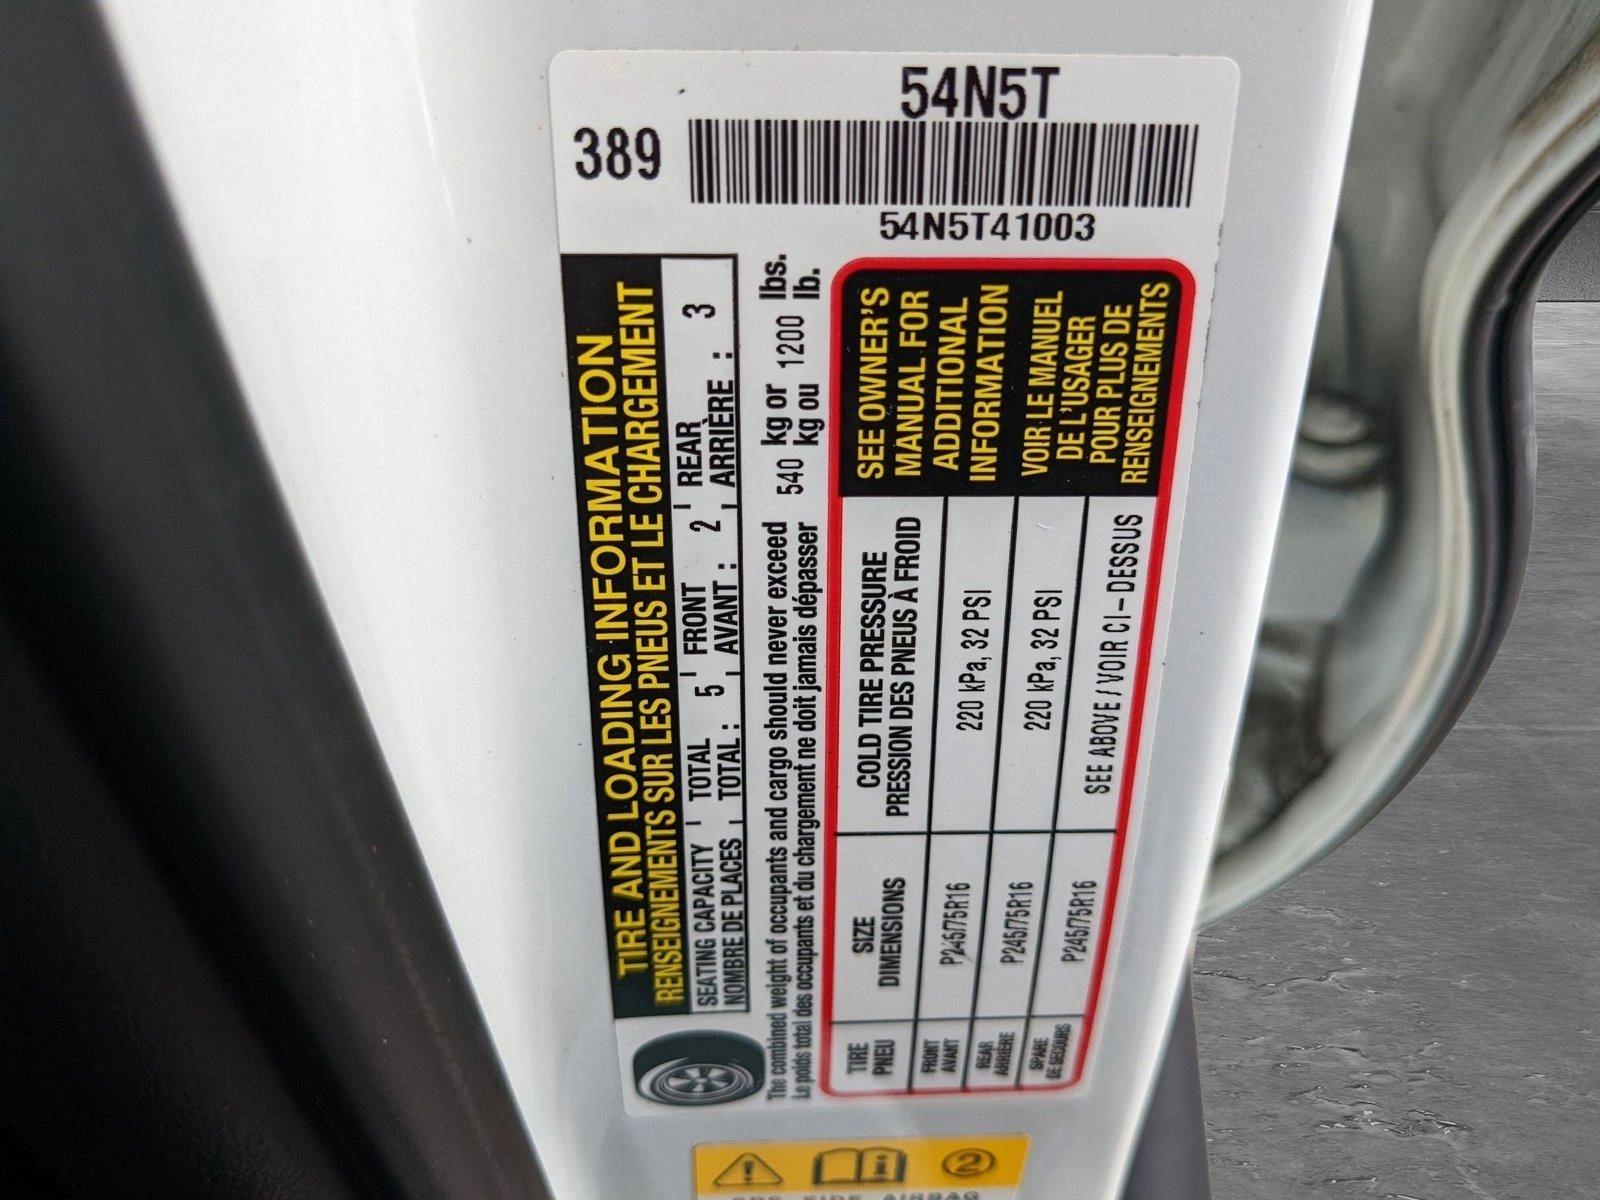 54N5T
389
54N5T41003
TIRE AND LOADING INFORMATION
RENSEIGNEMENTS SUR LES PNEUS ET LE CHARGEMENT
SEATING CAPACITY TOTAL 5 FRONT 2 REAR 3
NOMBRE DE PLACES TOTAL : AVANT : ARRIÈRE :
The combined weight of occupants and cargo should never exceed 540 kg or 1200 lbs.
Le poids total des occupants et du chargement ne doit jamais dépasser kg ou lb.
TIRE
PNEU
SIZE
DIMENSIONS
COLD TIRE PRESSURE
PRESSION DES PNEUS À FROID
FRONT
AVANT
P245/75R16
220 kPa, 32 PSI
REAR
ARRIÈRE
P245/75R16
220 kPa, 32 PSI
SPARE
DE SECOURS
P245/75R16
SEE ABOVE / VOIR CI-DESSUS
SEE OWNER'S
MANUAL FOR
ADDITIONAL
INFORMATION
VOIR LE MANUEL
DE L'USAGER
POUR PLUS DE
RENSEIGNEMENTS
2
SIDE AIRBAG